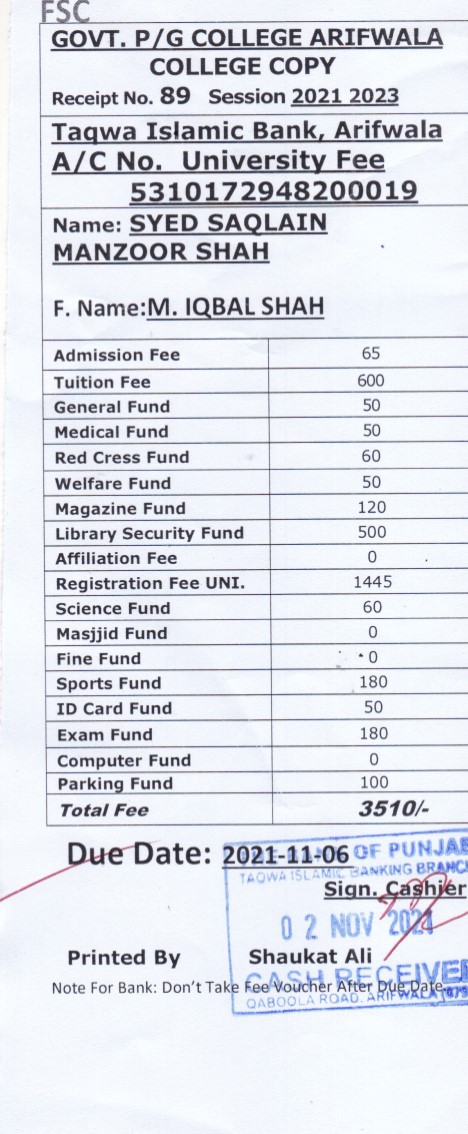 FSC
GOVT. P/G COLLEGE ARIFWALA
COLLEGE COPY
Receipt No. 89 Session 2021 2023
Taqwa Islamic Bank, Arifwala
A/C No. University Fee
5310172948200019
Name: SYED SAQLAIN
MANZOOR SHAH
F. Name:M. IQBAL SHAH
Admission Fee 65
Tuition Fee 600
General Fund 50
Medical Fund 50
Red Cress Fund 60
Welfare Fund 50
Magazine Fund 120
Library Security Fund 500
Affiliation Fee 0
Registration Fee UNI. 1445
Science Fund 60
Masjjid Fund 0
Fine Fund 0
Sports Fund 180
ID Card Fund 50
Exam Fund 180
Computer Fund 0
Parking Fund 100
Total Fee 3510/-
Due Date: 2021-11-06
OF PUNJAB
TAQWA ISLAMIC BANKING BRANCH
Sign. Cashier
02 NOV 2021
Printed By Shaukat Ali
CASH RECEIVE
Note For Bank: Don't Take Fee Voucher After Due Date.
QABOOLA ROAD. ARIFWALA